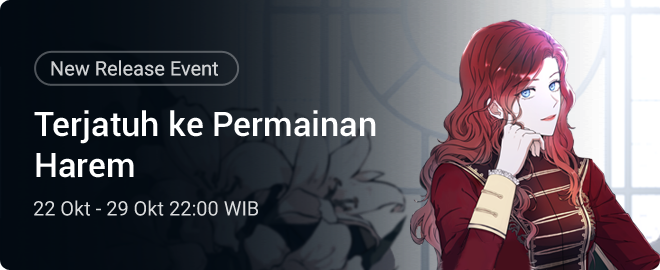 New Release Event
Terjatuh ke Permainan
Harem
22 Okt - 29 Okt 22:00 WIB